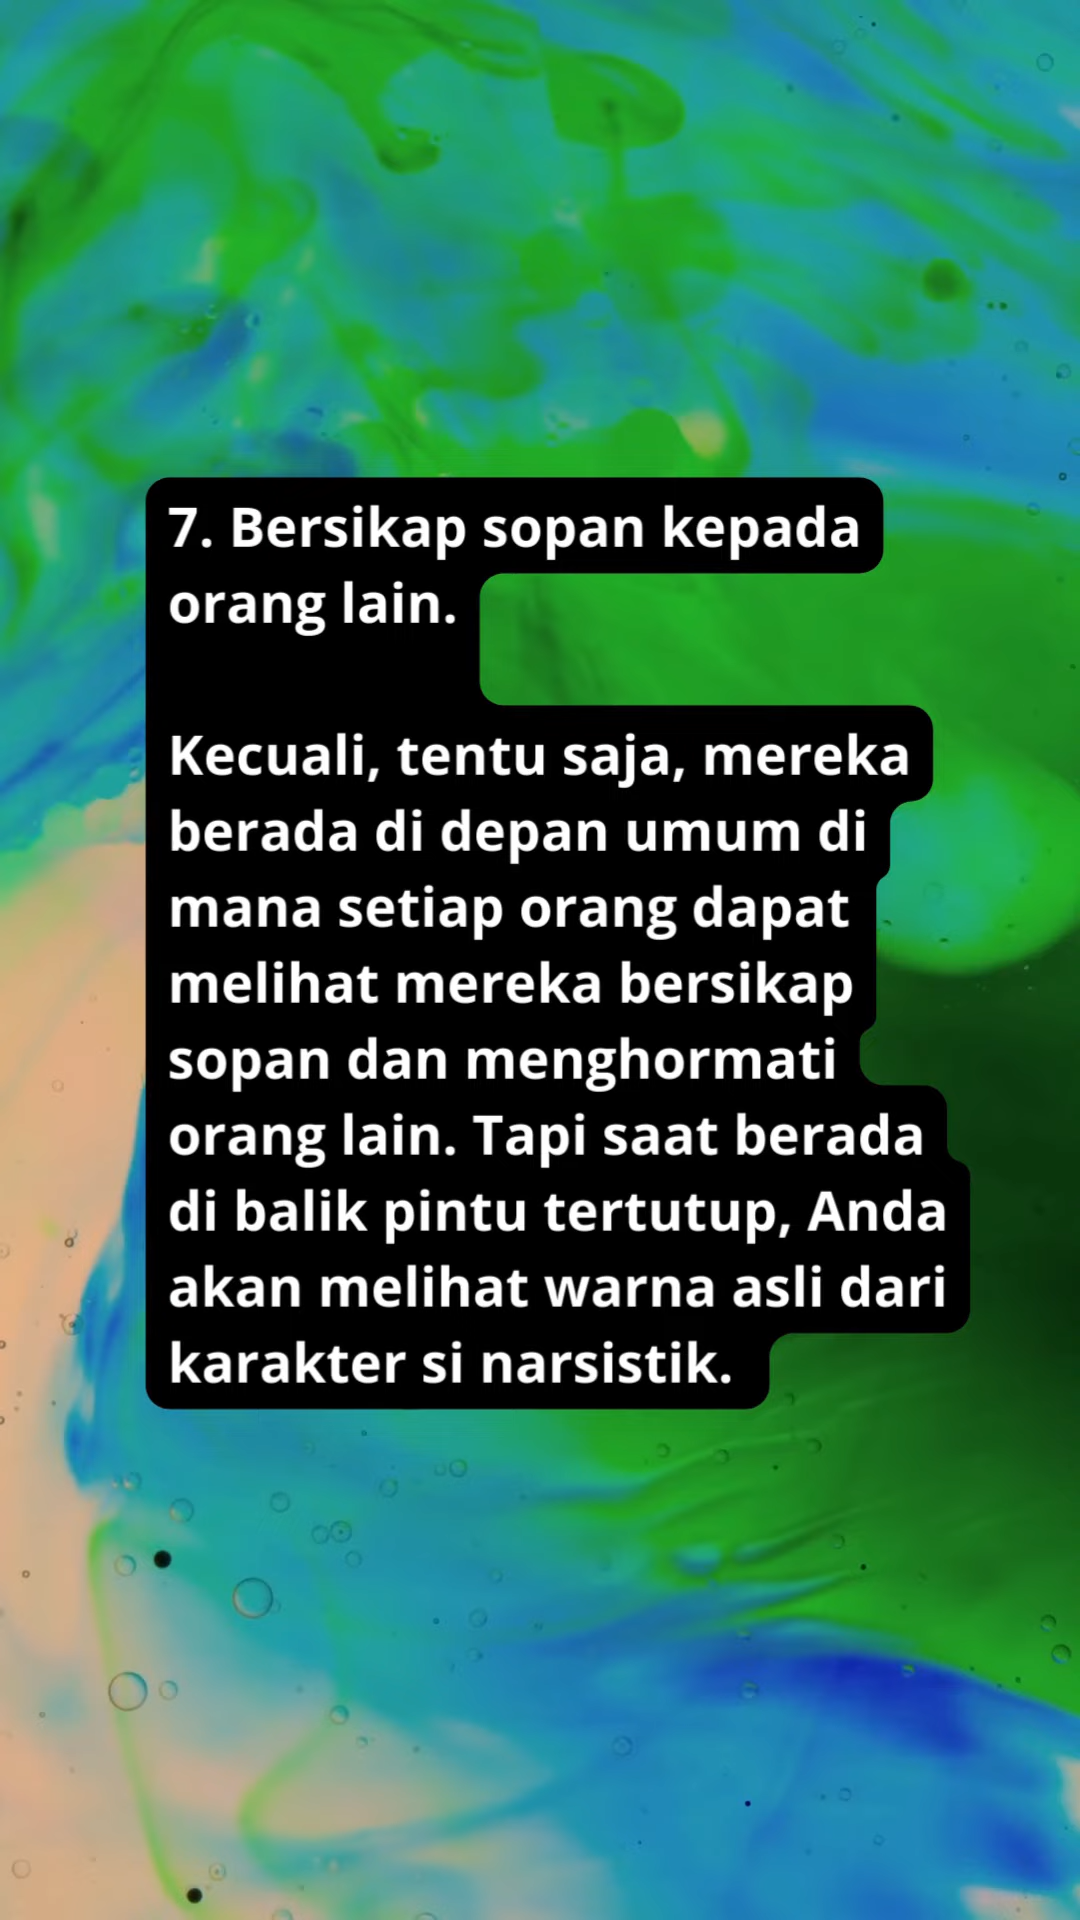 7. Bersikap sopan kepada
orang lain.
Kecuali, tentu saja, mereka
berada di depan umum di
mana setiap orang dapat
melihat mereka bersikap
sopan dan menghormati
orang lain. Tapi saat berada
di balik pintu tertutup, Anda
akan melihat warna asli dari
karakter si narsistik.